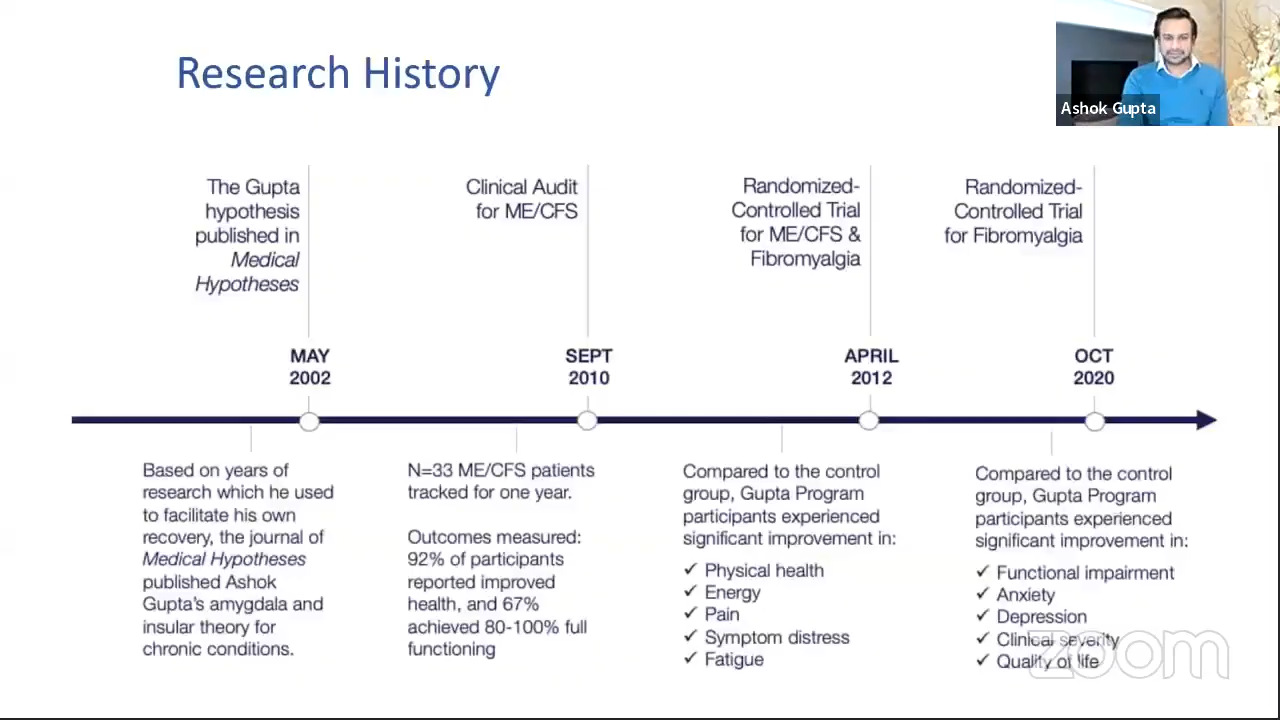 Research History
Ashok Gupta
The Gupta
hypothesis
published in
Medical
Hypotheses
Clinical Audit
for ME/CFS
Randomized-
Controlled Trial
for ME/CFS &
Fibromyalgia
Randomized-
Controlled Trial
for Fibromyalgia
MAY
2002
SEPT
2010
APRIL
2012
OCT
2020
Based on years of
research which he used
to facilitate his own
recovery, the journal of
Medical Hypotheses
published Ashok
Gupta's amygdala and
insular theory for
chronic conditions.
N=33 ME/CFS patients
tracked for one year.
Outcomes measured:
92% of participants
reported improved
health, and 67%
achieved 80-100% full
functioning
Compared to the control
group, Gupta Program
participants experienced
significant improvement in:
✓ Physical health
✓ Energy
✓ Pain
✓ Symptom distress
✓ Fatigue
Compared to the control
group, Gupta Program
participants experienced
significant improvement in:
✓ Functional impairment
✓ Anxiety
✓ Depression
✓ Clinical severity
✓ Quality of life
zoom